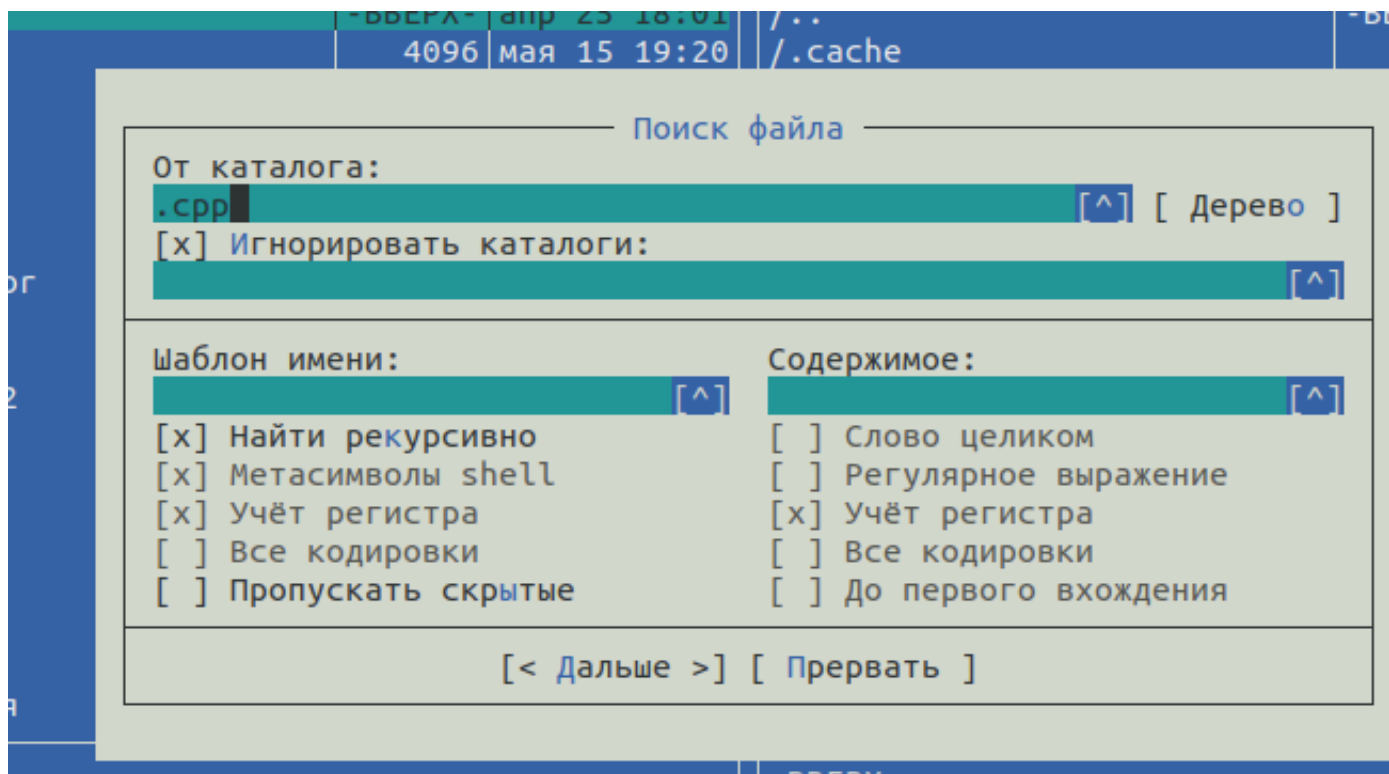 -ВВЕРХ- апр 25 18:01 /..
4096 мая 15 19:20 /.cache
Поиск файла
От каталога:
.cpp [^] [ Дерево ]
[x] Игнорировать каталоги:
[^]
Шаблон имени: Содержимое:
[^] [^]
[x] Найти рекурсивно [ ] Слово целиком
[x] Метасимволы shell [ ] Регулярное выражение
[x] Учёт регистра [x] Учёт регистра
[ ] Все кодировки [ ] Все кодировки
[ ] Пропускать скрытые [ ] До первого вхождения
[< Дальше >] [ Прервать ]